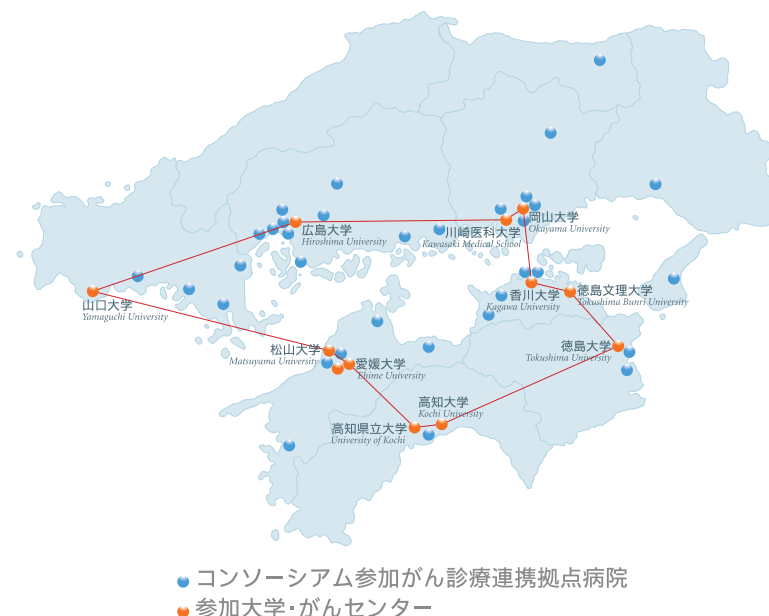 岡山大学
Okayama University
広島大学
Hiroshima University
川崎医科大学
Kawasaki Medical School
香川大学
Kagawa University
徳島文理大学
Tokushima Bunri University
山口大学
Yamaguchi University
松山大学
Matsuyama University
愛媛大学
Ehime University
徳島大学
Tokushima University
高知大学
Kochi University
高知県立大学
University of Kochi
コンソーシアム参加がん診療連携拠点病院
参加大学・がんセンター